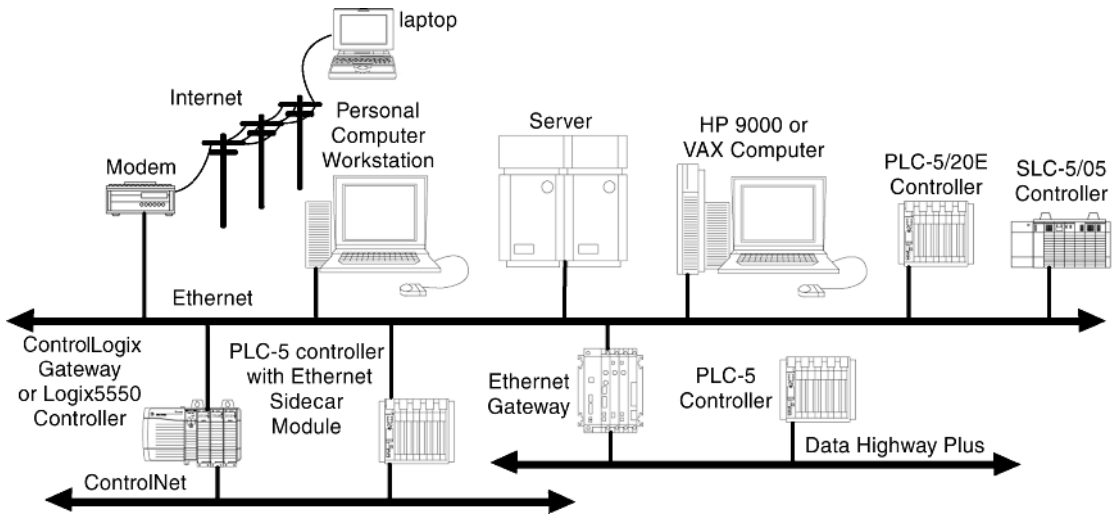 laptop
Internet
Personal
Computer
Workstation
Server
HP 9000 or
VAX Computer
PLC-5/20E
Controller
SLC-5/05
Controller
Modem
Ethernet
ControlLogix
Gateway
or Logix5550
Controller
PLC-5 controller
with Ethernet
Sidecar
Module
Ethernet
Gateway
PLC-5
Controller
Data Highway Plus
ControlNet